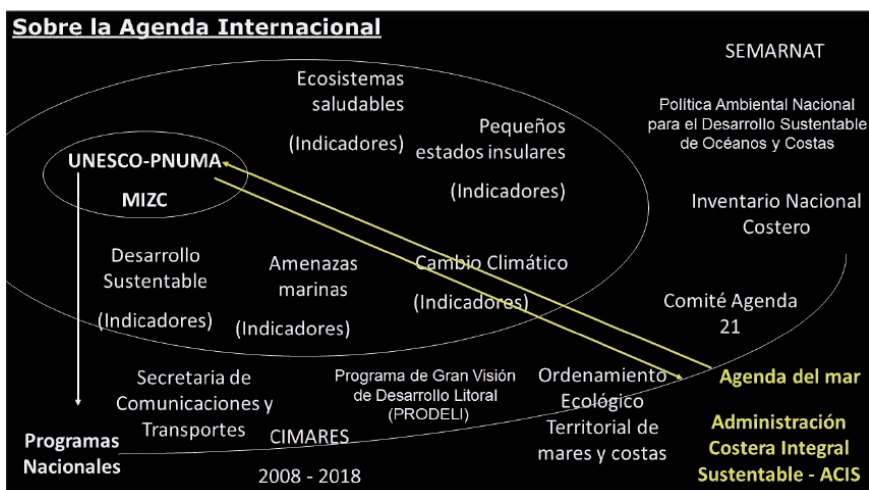 Sobre la Agenda Internacional
SEMARNAT
Política Ambiental Nacional
para el Desarrollo Sustentable
de Océanos y Costas
Inventario Nacional
Costero
Comité Agenda
21
Ecosistemas
saludables
(Indicadores)
Pequeños
estados insulares
(Indicadores)
UNESCO-PNUMA
MIZC
Desarrollo
Sustentable
(Indicadores)
Amenazas
marinas
(Indicadores)
Cambio Climático
(Indicadores)
Programas
Nacionales
Secretaria de
Comunicaciones y
Transportes
CIMARES
2008 - 2018
Programa de Gran Visión
de Desarrollo Litoral
(PRODELI)
Ordenamiento
Ecológico
Territorial de
mares y costas
Agenda del mar
Administración
Costera Integral
Sustentable - ACIS